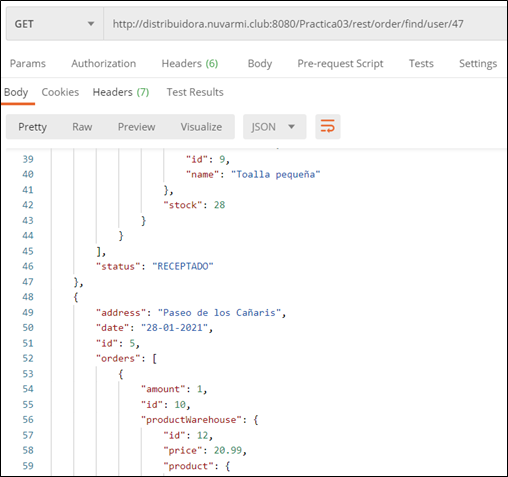 GET http://distribuidora.nuvarmi.club:8080/Practica03/rest/order/find/user/47
Params Authorization Headers (6) Body Pre-request Script Tests Settings
Body Cookies Headers (7) Test Results
Pretty Raw Preview Visualize JSON
39 "id": 9,
40 "name": "Toalla pequeña"
41 },
42 "stock": 28
43 }
44 }
45 ],
46 "status": "RECEPTADO"
47 },
48 {
49 "address": "Paseo de los Cañaris",
50 "date": "28-01-2021",
51 "id": 5,
52 "orders": [
53 {
54 "amount": 1,
55 "id": 10,
56 "productWarehouse": {
57 "id": 12,
58 "price": 20.99,
59 "product": {